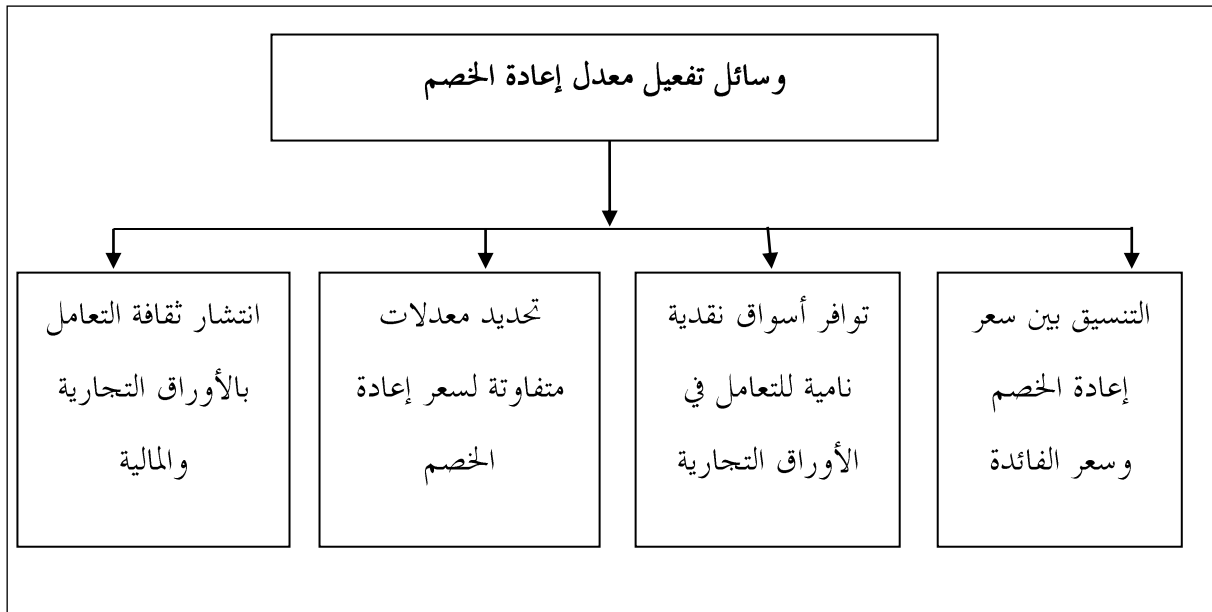 وسائل تفعيل معدل إعادة الخصم
التنسيق بين سعر
إعادة الخصم
وسعر الفائدة
توافر أسواق نقدية
نامية للتعامل في
الأوراق التجارية
تحديد معدلات
متفاوتة لسعر إعادة
الخصم
انتشار ثقافة التعامل
بالأوراق التجارية
والمالية